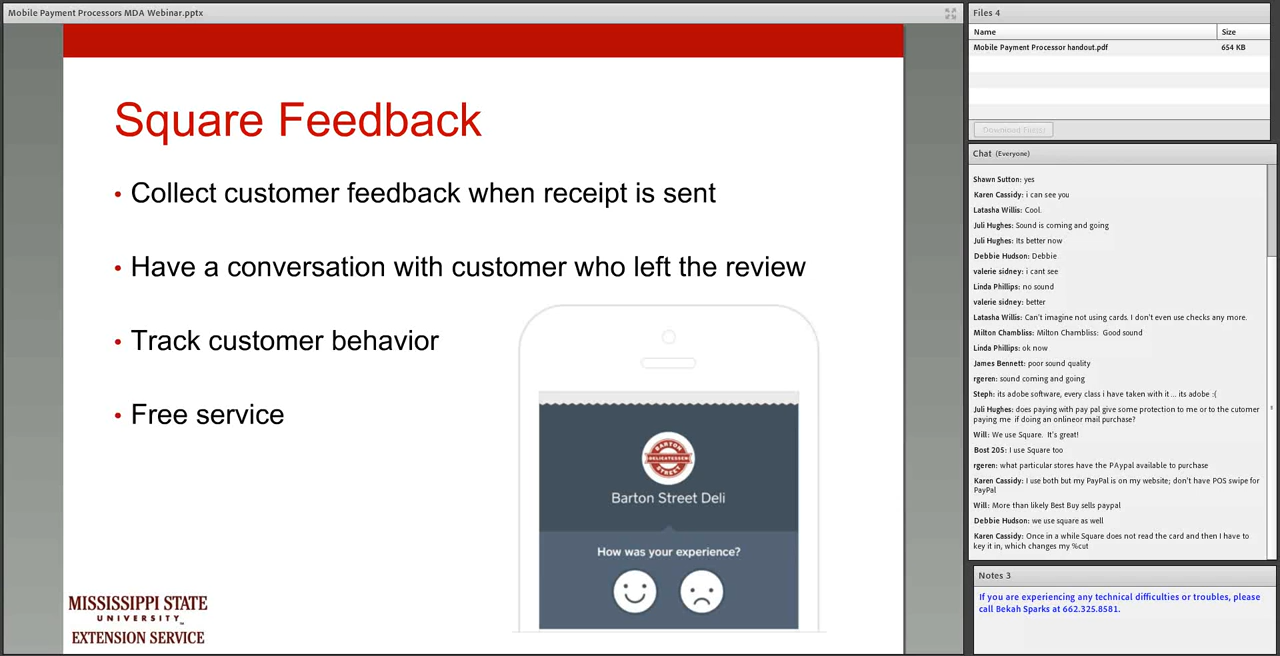 Mobile Payment Processors MDA Webinar.pptx
Square Feedback
• Collect customer feedback when receipt is sent
• Have a conversation with customer who left the review
• Track customer behavior
• Free service
BARTON
DELICATESSEN
STREET
Barton Street Deli
How was your experience?
MISSISSIPPI STATE
UNIVERSITY™
EXTENSION SERVICE
Files 4
Name Size
Mobile Payment Processor handout.pdf 654 KB
Download File(s)
Chat (Everyone)
Shawn Sutton: yes
Karen Cassidy: i can see you
Latasha Willis: Cool.
Juli Hughes: Sound is coming and going
Juli Hughes: Its better now
Debbie Hudson: Debbie
valerie sidney: i cant see
Linda Phillips: no sound
valerie sidney: better
Latasha Willis: Can't imagine not using cards. I don't even use checks any more.
Milton Chambliss: Milton Chambliss: Good sound
Linda Phillips: ok now
James Bennett: poor sound quality
rgeren: sound coming and going
Steph: its adobe software, every class i have taken with it ... its adobe :(
Juli Hughes: does paying with pay pal give some protection to me or to the cutomer
paying me if doing an onlineor mail purchase?
Will: We use Square. It's great!
Bost 205: I use Square too
rgeren: what particular stores have the PAypal available to purchase
Karen Cassidy: I use both but my PayPal is on my website; don't have POS swipe for
PayPal
Will: More than likely Best Buy sells paypal
Debbie Hudson: we use square as well
Karen Cassidy: Once in a while Square does not read the card and then I have to
key it in, which changes my %cut
Notes 3
If you are experiencing any technical difficulties or troubles, please
call Bekah Sparks at 662.325.8581.